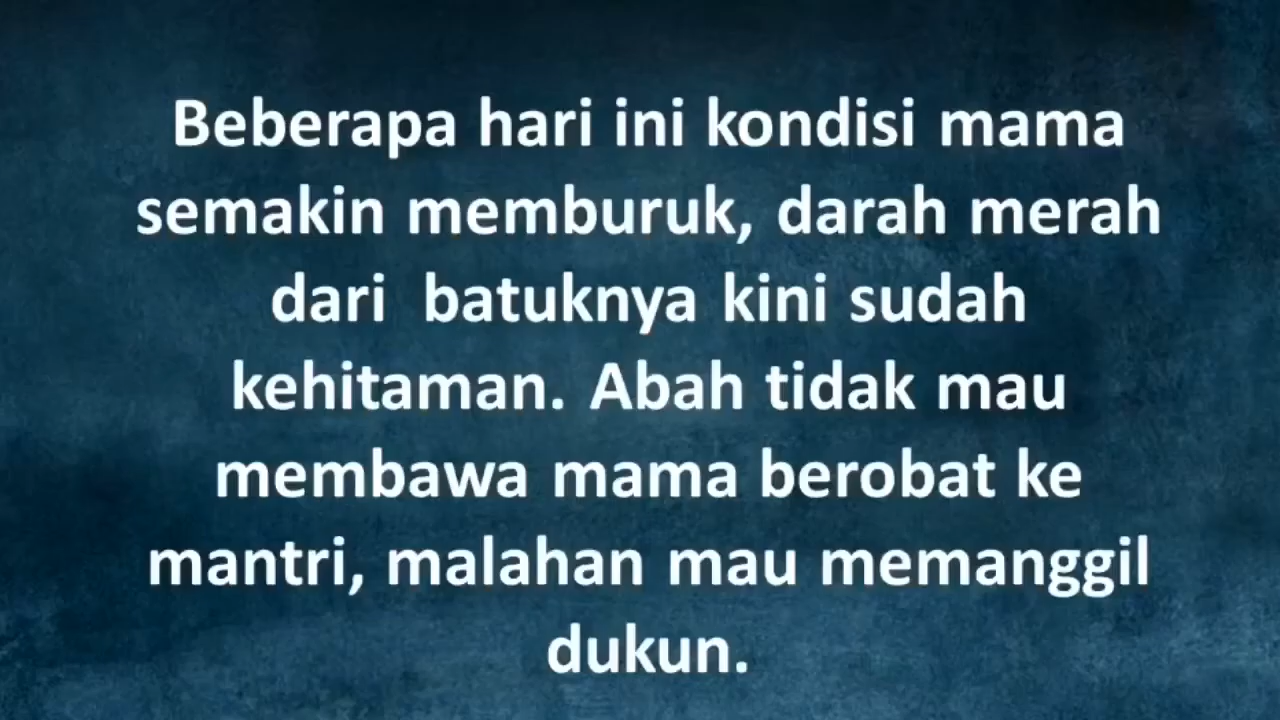 Beberapa hari ini kondisi mama
semakin memburuk, darah merah
dari  batuknya kini sudah
kehitaman. Abah tidak mau
membawa mama berobat ke
mantri, malahan mau memanggil
dukun.